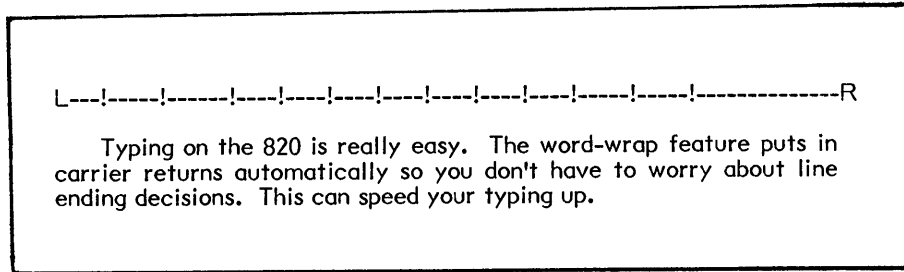 L---!-----!------!----!----!----!----!----!----!----!-----!-----!--------------R
Typing on the 820 is really easy. The word-wrap feature puts in
carrier returns automatically so you don't have to worry about line
ending decisions. This can speed your typing up.